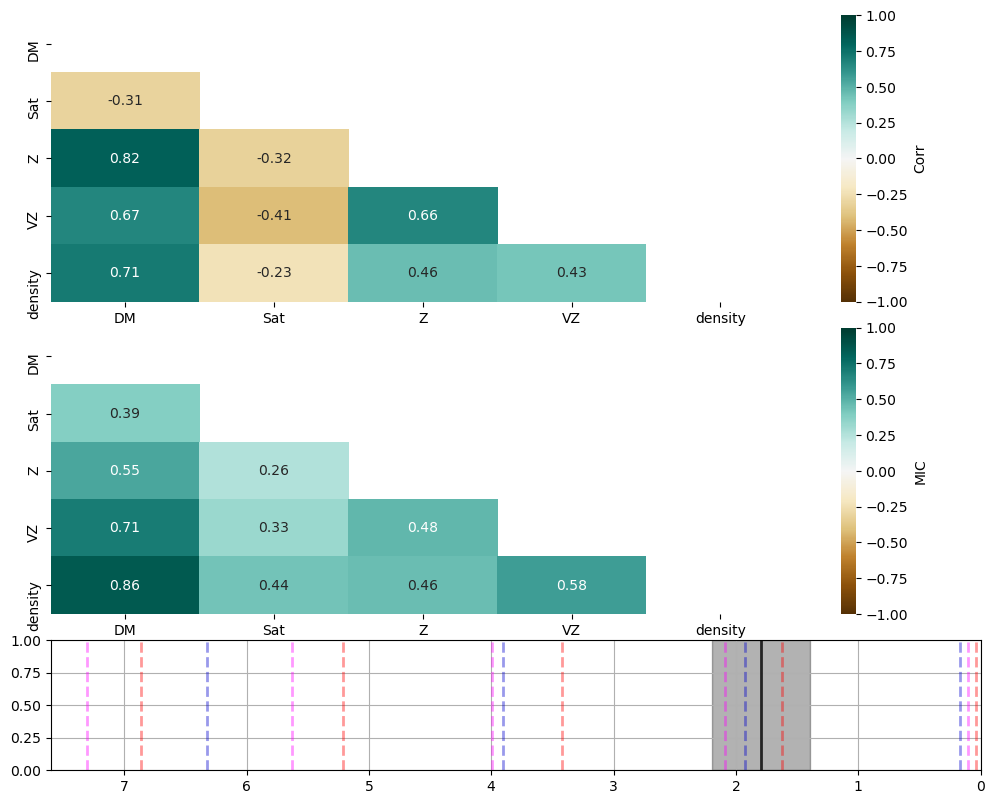 DM
Sat
Z
VZ
density
-0.31
0.82 -0.32
0.67 -0.41 0.66
0.71 -0.23 0.46 0.43
DM Sat Z VZ density
1.00
0.75
0.50
0.25
0.00
−0.25
−0.50
−0.75
−1.00
Corr
DM
Sat
Z
VZ
density
0.39
0.55 0.26
0.71 0.33 0.48
0.86 0.44 0.46 0.58
DM Sat Z VZ density
1.00
0.75
0.50
0.25
0.00
−0.25
−0.50
−0.75
−1.00
MIC
1.00
0.75
0.50
0.25
0.00
7 6 5 4 3 2 1 0